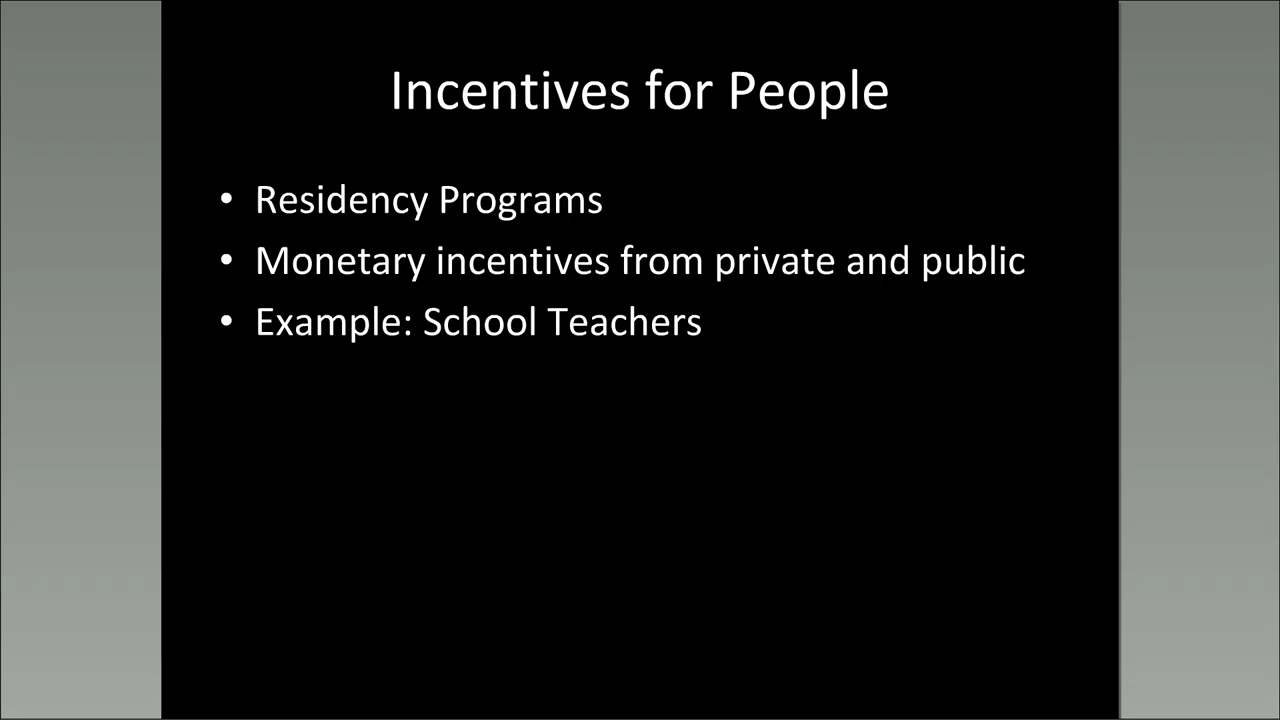 Incentives for People
• Residency Programs
• Monetary incentives from private and public
• Example: School Teachers